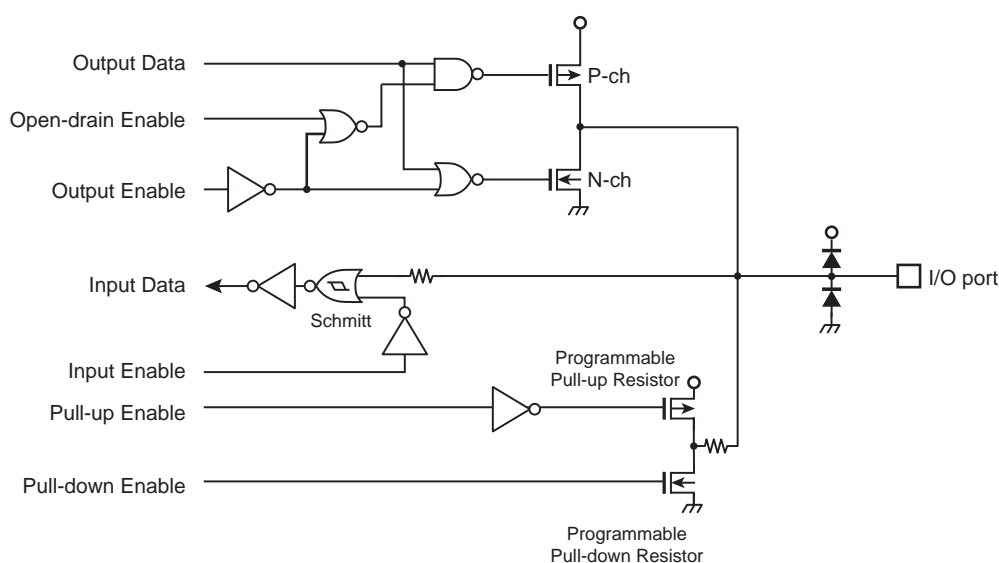 Output Data
P-ch
Open-drain Enable
Output Enable
N-ch
Input Data
Schmitt
I/O port
Input Enable
Programmable
Pull-up Resistor
Pull-up Enable
Pull-down Enable
Programmable
Pull-down Resistor